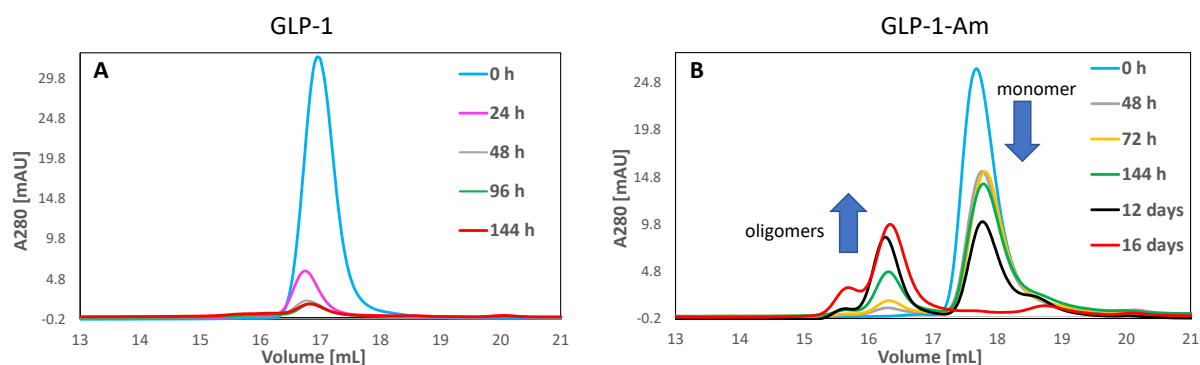 GLP-1
A
29.8
24.8
19.8
14.8
9.8
4.8
-0.2
A280 [mAU]
0 h
24 h
48 h
96 h
144 h
13 14 15 16 17 18 19 20 21
Volume [mL]
GLP-1-Am
B
24.8
19.8
14.8
9.8
4.8
-0.2
A280 [mAU]
oligomers
monomer
0 h
48 h
72 h
144 h
12 days
16 days
13 14 15 16 17 18 19 20 21
Volume [mL]